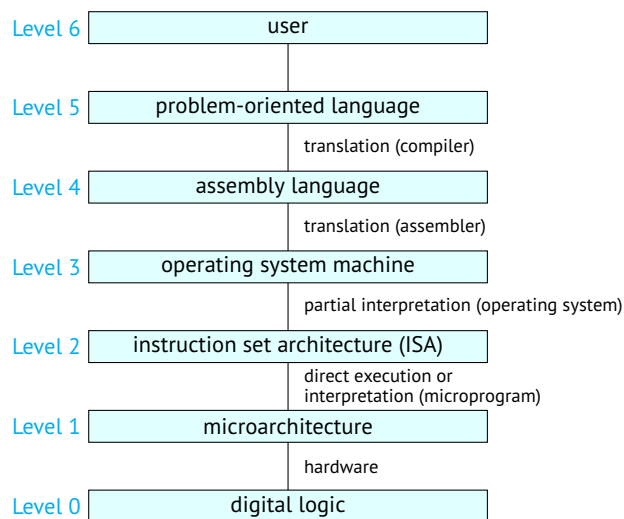 Level 6 user
Level 5 problem-oriented language
translation (compiler)
Level 4 assembly language
translation (assembler)
Level 3 operating system machine
partial interpretation (operating system)
Level 2 instruction set architecture (ISA)
direct execution or
interpretation (microprogram)
Level 1 microarchitecture
hardware
Level 0 digital logic